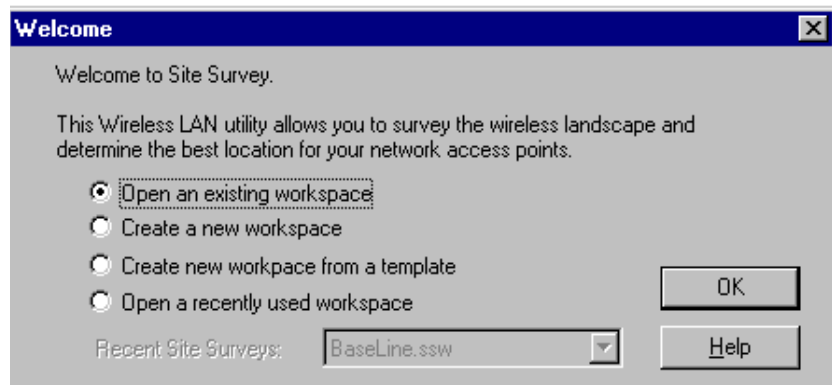 Welcome
Welcome to Site Survey.
This Wireless LAN utility allows you to survey the wireless landscape and
determine the best location for your network access points.
Open an existing workspace
Create a new workspace
Create new workpace from a template
Open a recently used workspace
OK
Recent Site Surveys: BaseLine.ssw
Help